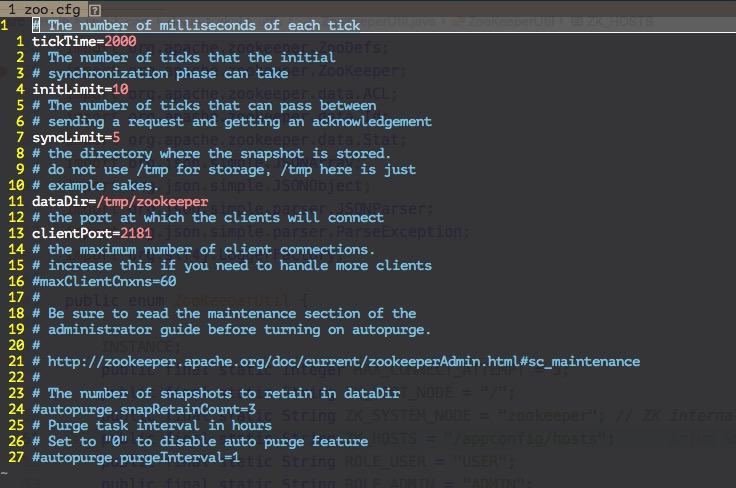 1 zoo.cfg ?
1 # The number of milliseconds of each tick
1 tickTime=2000
2 # The number of ticks that the initial
3 # synchronization phase can take
4 initLimit=10
5 # The number of ticks that can pass between
6 # sending a request and getting an acknowledgement
7 syncLimit=5
8 # the directory where the snapshot is stored.
9 # do not use /tmp for storage, /tmp here is just
10 # example sakes.
11 dataDir=/tmp/zookeeper
12 # the port at which the clients will connect
13 clientPort=2181
14 # the maximum number of client connections.
15 # increase this if you need to handle more clients
16 #maxClientCnxns=60
17 #
18 # Be sure to read the maintenance section of the
19 # administrator guide before turning on autopurge.
20 #
21 # http://zookeeper.apache.org/doc/current/zookeeperAdmin.html#sc_maintenance
22 #
23 # The number of snapshots to retain in dataDir
24 #autopurge.snapRetainCount=3
25 # Purge task interval in hours
26 # Set to "0" to disable auto purge feature
27 #autopurge.purgeInterval=1
~